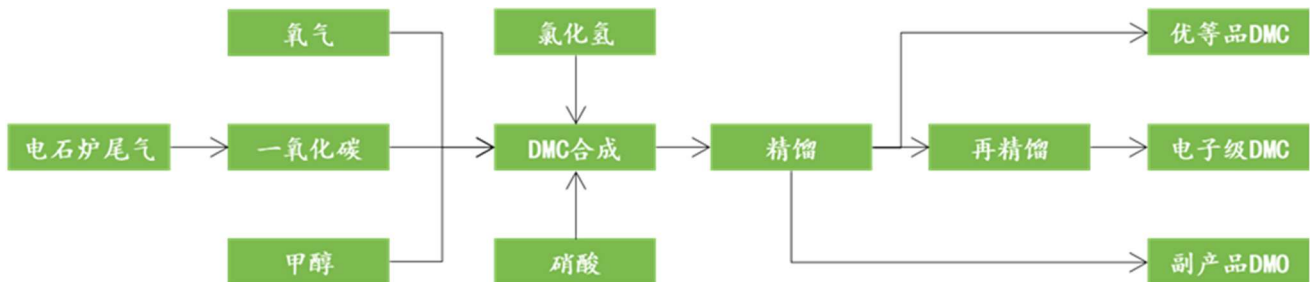 氧气
氯化氢
优等品DMC
电石炉尾气
一氧化碳
DMC合成
精馏
再精馏
电子级DMC
甲醇
硝酸
副产品DMO